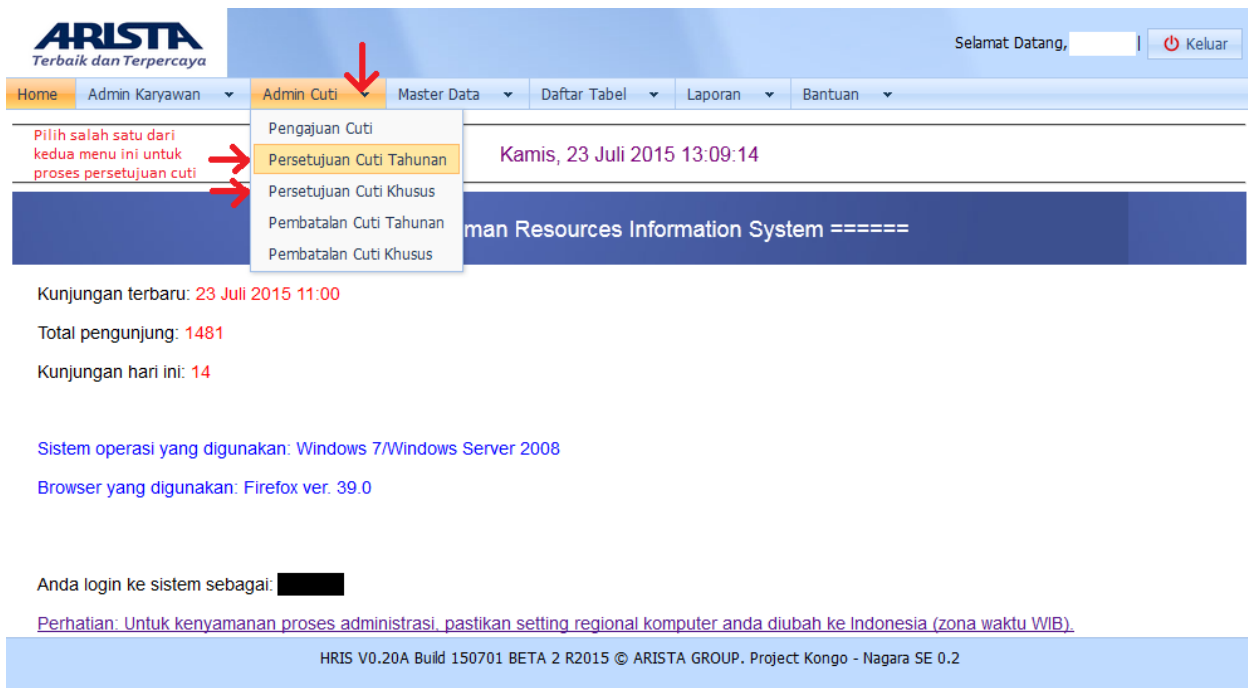 ARISTA
Terbaik dan Terpercaya
Selamat Datang, | Keluar
Home Admin Karyawan Admin Cuti Master Data Daftar Tabel Laporan Bantuan
Pilih salah satu dari
kedua menu ini untuk
proses persetujuan cuti
Pengajuan Cuti
Persetujuan Cuti Tahunan
Persetujuan Cuti Khusus
Pembatalan Cuti Tahunan
Pembatalan Cuti Khusus
Kamis, 23 Juli 2015 13:09:14
man Resources Information System ======
Kunjungan terbaru: 23 Juli 2015 11:00
Total pengunjung: 1481
Kunjungan hari ini: 14
Sistem operasi yang digunakan: Windows 7/Windows Server 2008
Browser yang digunakan: Firefox ver. 39.0
Anda login ke sistem sebagai:
Perhatian: Untuk kenyamanan proses administrasi, pastikan setting regional komputer anda diubah ke Indonesia (zona waktu WIB).
HRIS V0.20A Build 150701 BETA 2 R2015 © ARISTA GROUP. Project Kongo - Nagara SE 0.2